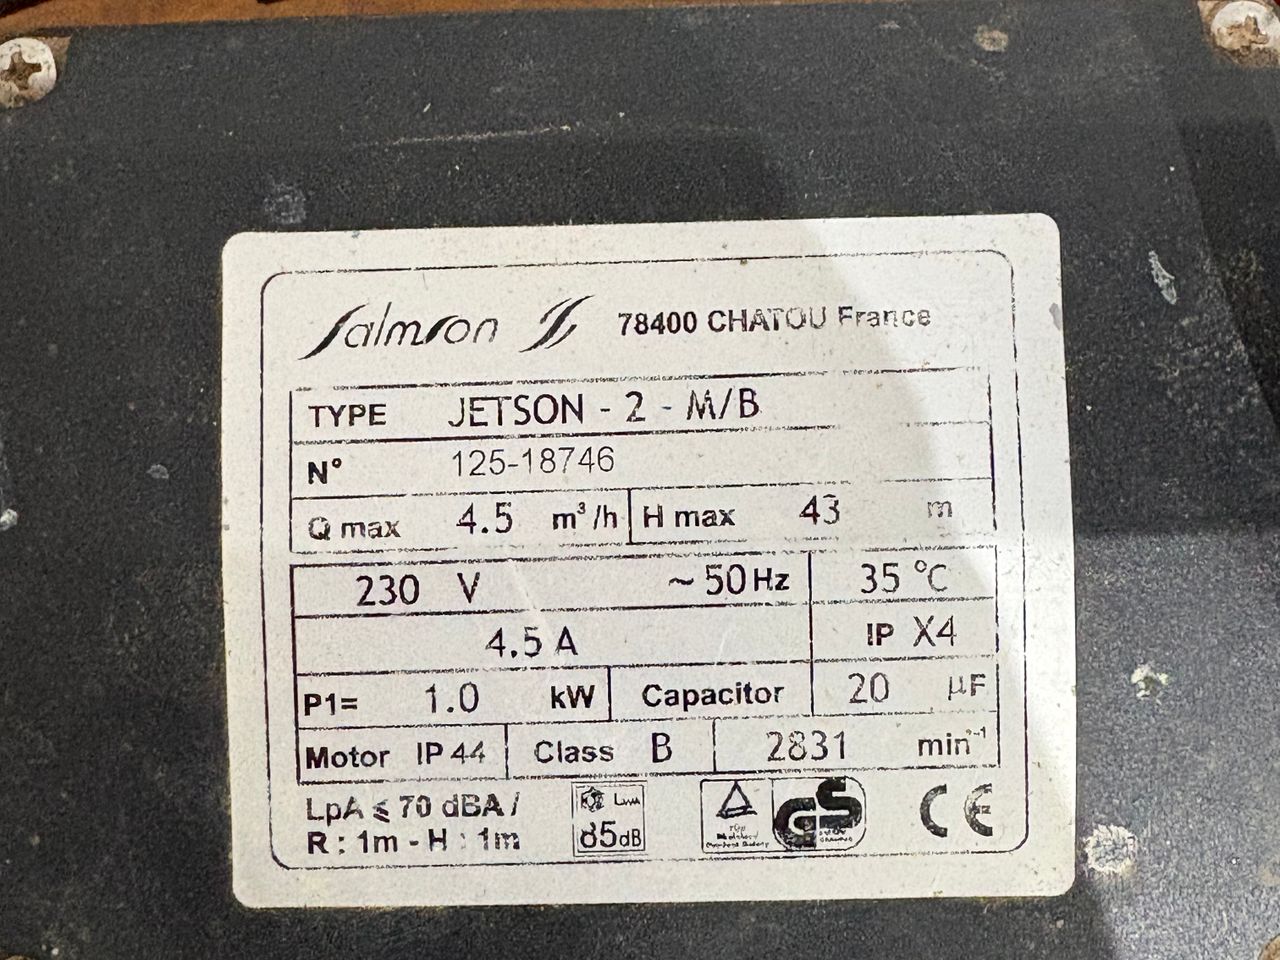 Salmson 78400 CHATOU France
TYPE JETSON - 2 - M/B
N° 125-18746
Q max 4.5 m³/h H max 43 m
230 V ~ 50 Hz 35 °C
4.5 A IP X4
P1= 1.0 kW Capacitor 20 µF
Motor IP 44 Class B 2831 min⁻¹
LpA ≤ 70 dBA / 
R : 1m - H : 1m
85dB
TÜV
GS
CE